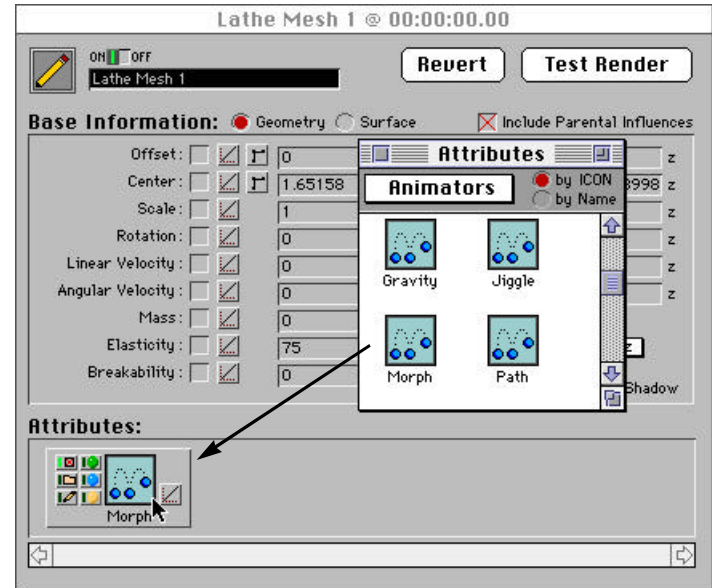 Lathe Mesh 1 @ 00:00:00.00
ON OFF
Lathe Mesh 1
Revert
Test Render
Base Information: Geometry Surface Include Parental Influences
Offset: 0 z
Center: 1.65158 8998 z
Scale: 1 z
Rotation: 0 z
Linear Velocity: 0 z
Angular Velocity: 0 z
Mass: 0
Elasticity: 75 z
Breakability: 0 Shadow
Attributes
Animators
by ICON
by Name
Gravity Jiggle
Morph Path
Attributes:
Morph